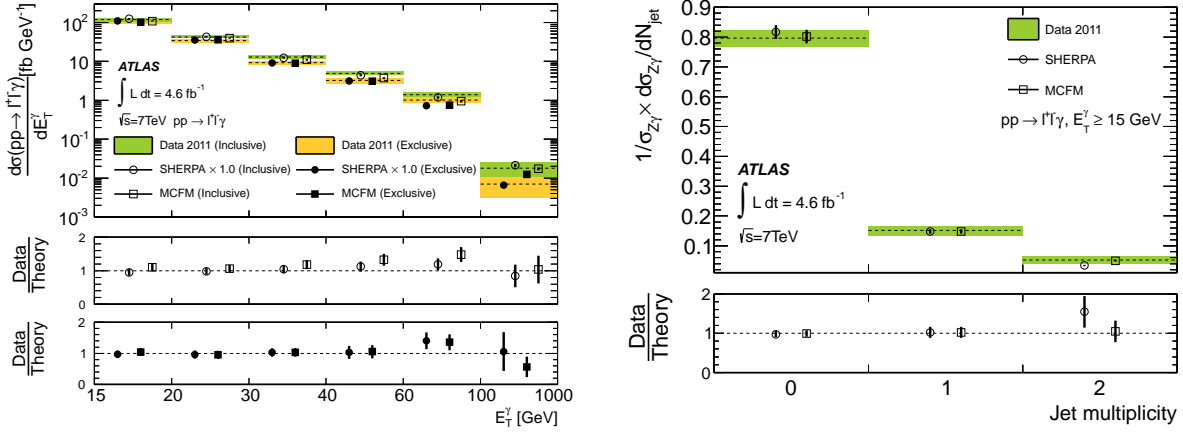 dσ(pp→ l⁺l⁻γ)
dE_T^γ
[fb GeV⁻¹]
10²
10
1
10⁻¹
10⁻²
10⁻³
ATLAS
∫ L dt = 4.6 fb⁻¹
√s=7TeV pp → l⁺l⁻γ
Data 2011 (Inclusive)
Data 2011 (Exclusive)
SHERPA × 1.0 (Inclusive)
SHERPA × 1.0 (Exclusive)
MCFM (Inclusive)
MCFM (Exclusive)
Data
Theory
2
1
0
Data
Theory
2
1
0
15 20 30 40 60 100 1000
E_T^γ [GeV]
1/σ_Zγ × dσ_Zγ/dN_jet
0.9
0.8
0.7
0.6
0.5
0.4
0.3
0.2
0.1
Data 2011
SHERPA
MCFM
pp→ l⁺l⁻γ, E_T^γ ≥ 15 GeV
ATLAS
∫ L dt = 4.6 fb⁻¹
√s=7TeV
Data
Theory
2
1
0
0 1 2
Jet multiplicity